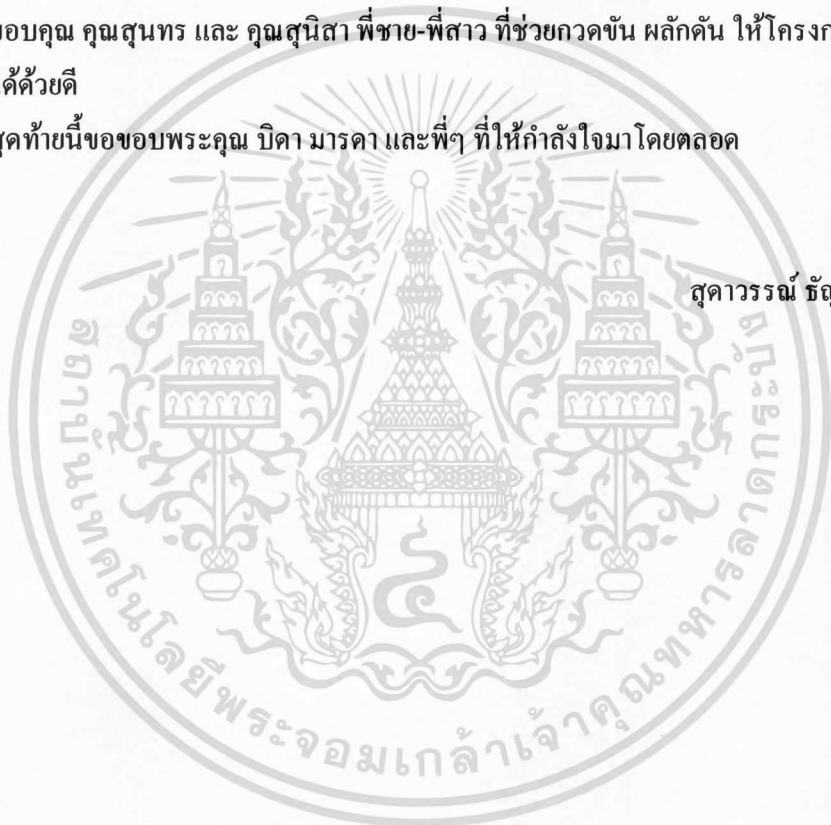 อบคุณ คุณสุนทร และ คุณสุนิสา พี่ชาย-พี่สาว ที่ช่วยกวดขัน ผลักดัน ให้โครงก
ด้ด้วยดี
สุดท้ายนี้ขอขอบพระคุณ บิดา มารดา และพี่ๆ ที่ให้กำลังใจมาโดยตลอด
สุดาวรรณ์ ธัญ
สถาบันเทคโนโลยีพระจอมเกล้าเจ้าคุณทหารลาดกระบัง
๔